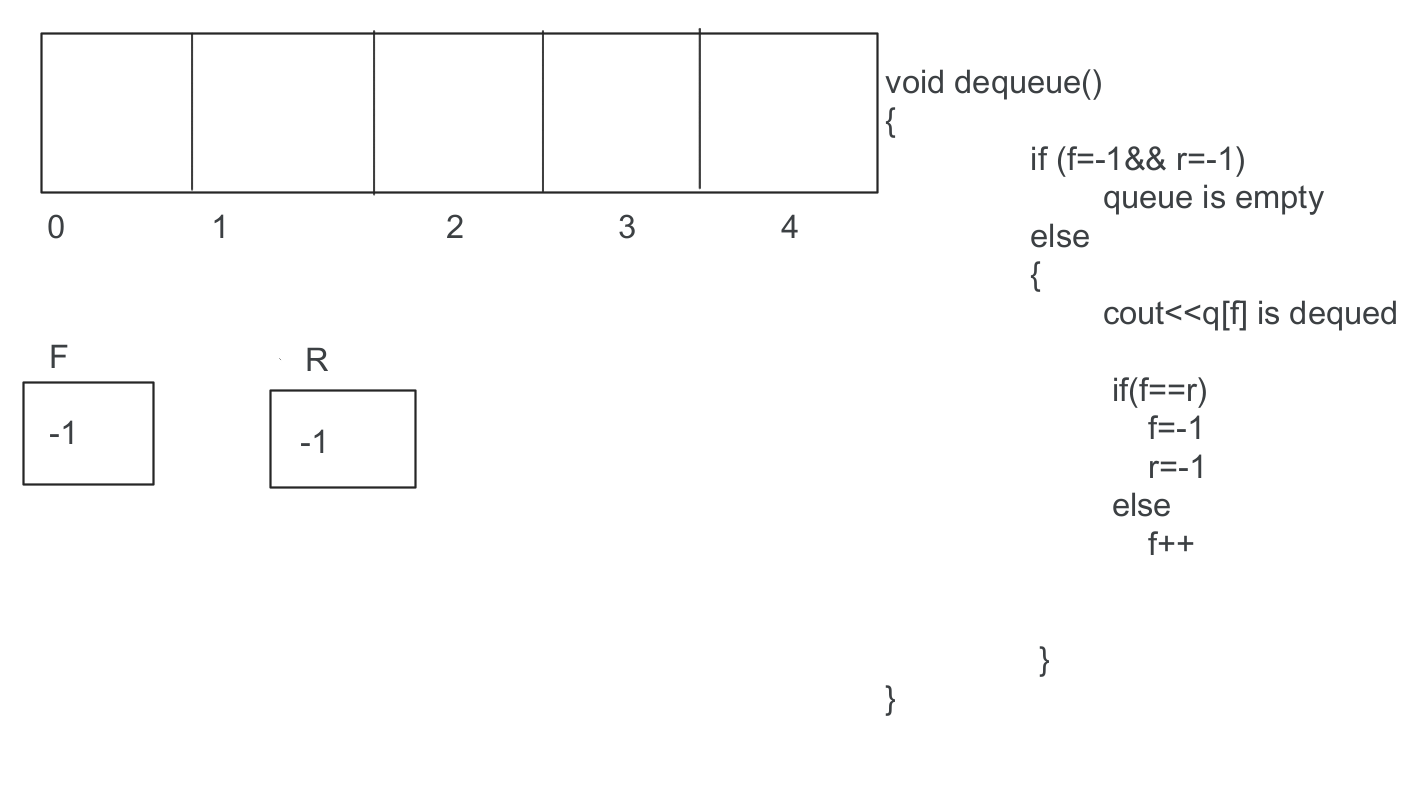 0 1 2 3 4
F R
-1 -1
void dequeue()
{
if (f=-1&& r=-1)
queue is empty
else
{
cout<<q[f] is dequed
if(f==r)
f=-1
r=-1
else
f++
}
}